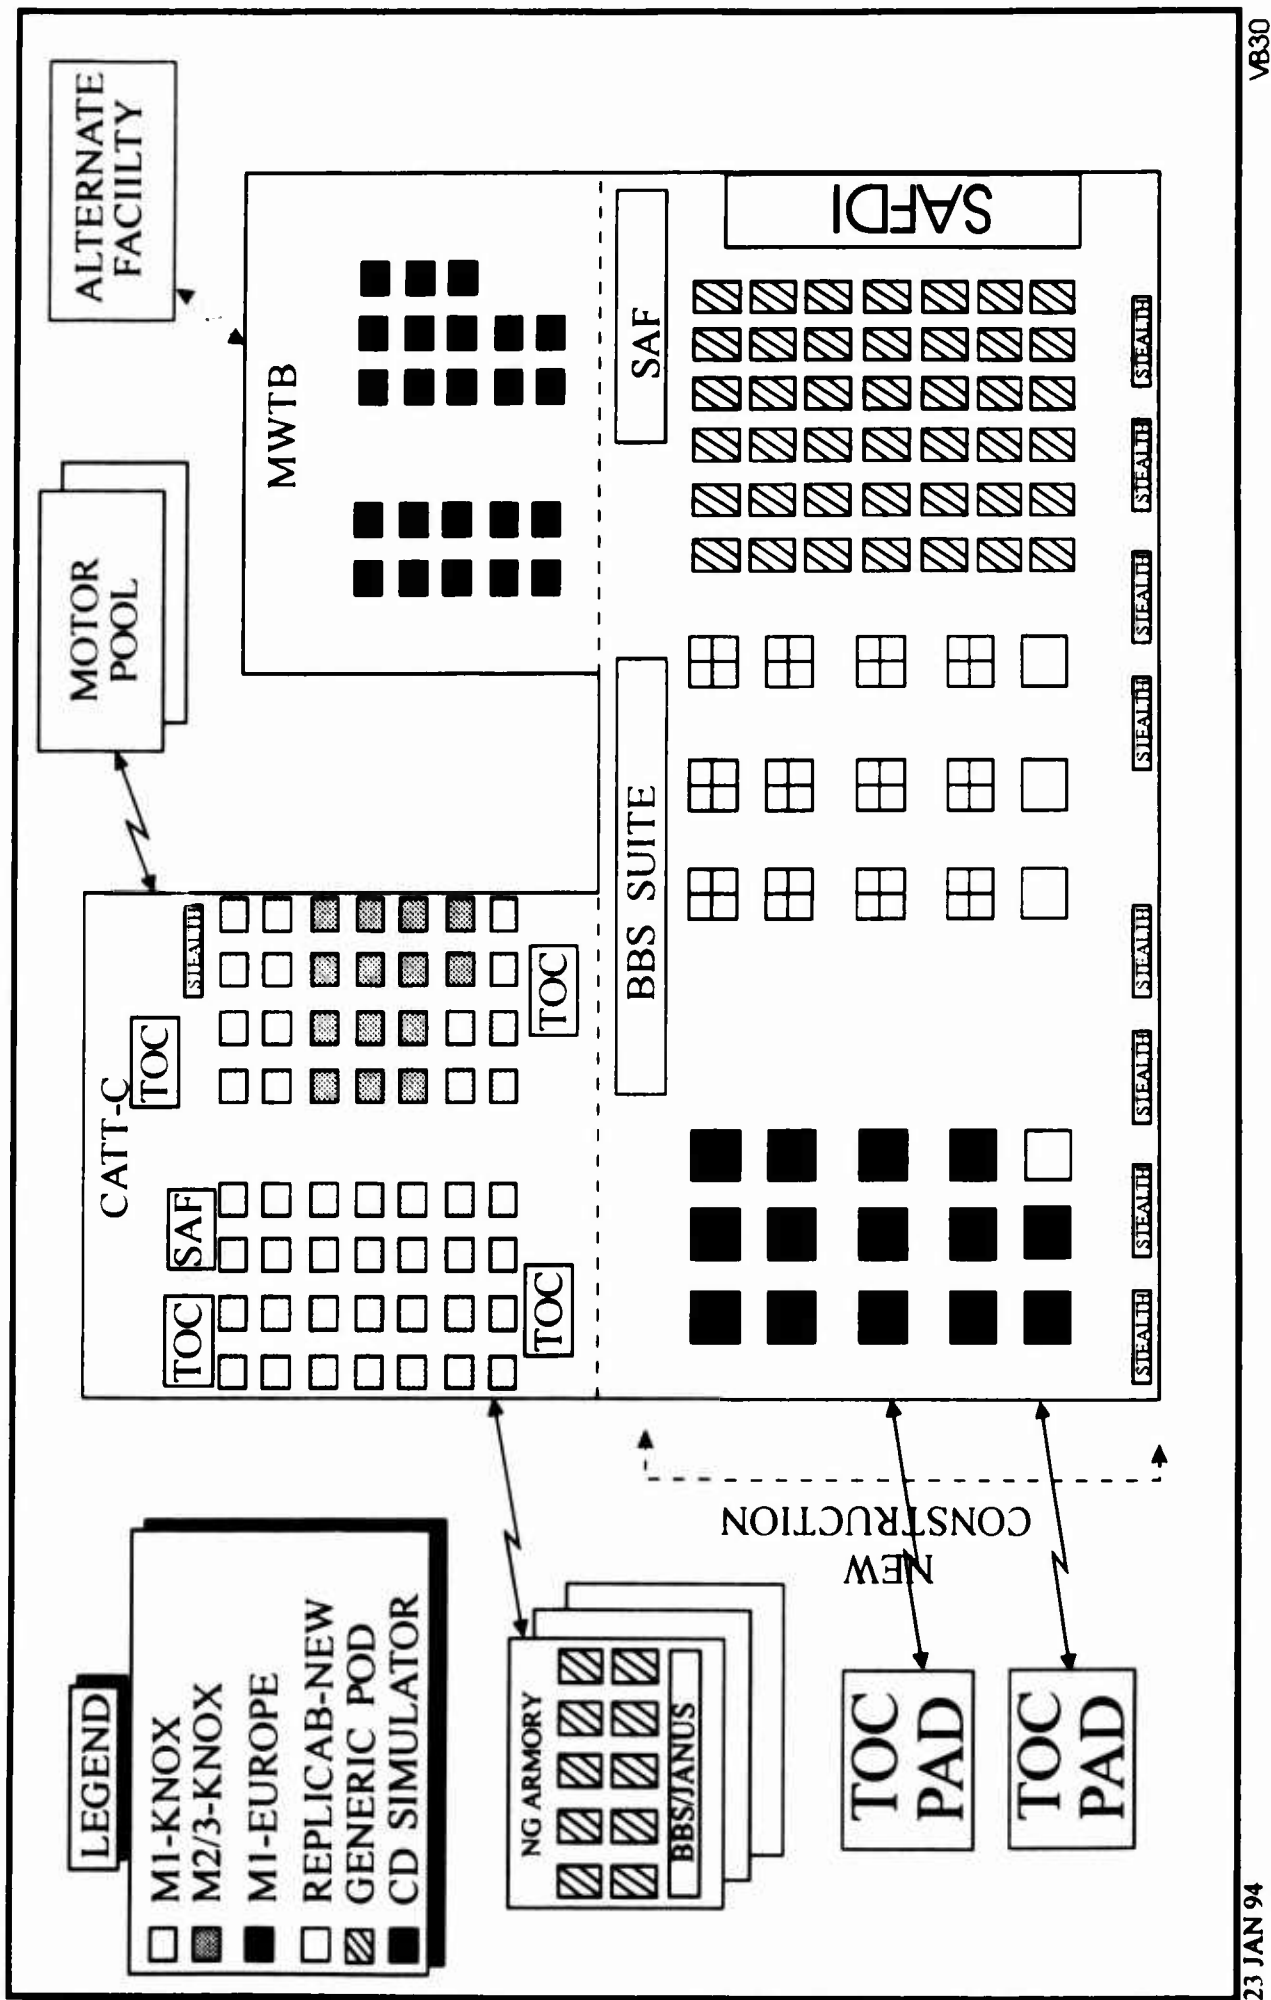 LEGEND
M1-KNOX
M2/3-KNOX
M1-EUROPE
REPLICAB-NEW
GENERIC POD
CD SIMULATOR
MOTOR
POOL
ALTERNATE
FACIILTY
CATT-C
TOC
SAF
TOC
STEALTH
TOC
TOC
MWTB
NG ARMORY
BBS/JANUS
BBS SUITE
SAF
SAFDI
NEW
CONSTRUCTION
TOC
PAD
TOC
PAD
STEALTH
STEALTH
STEALTH
STEALTH
STEALTH
STEALTH
STEALTH
STEALTH
23 JAN 94
VB30